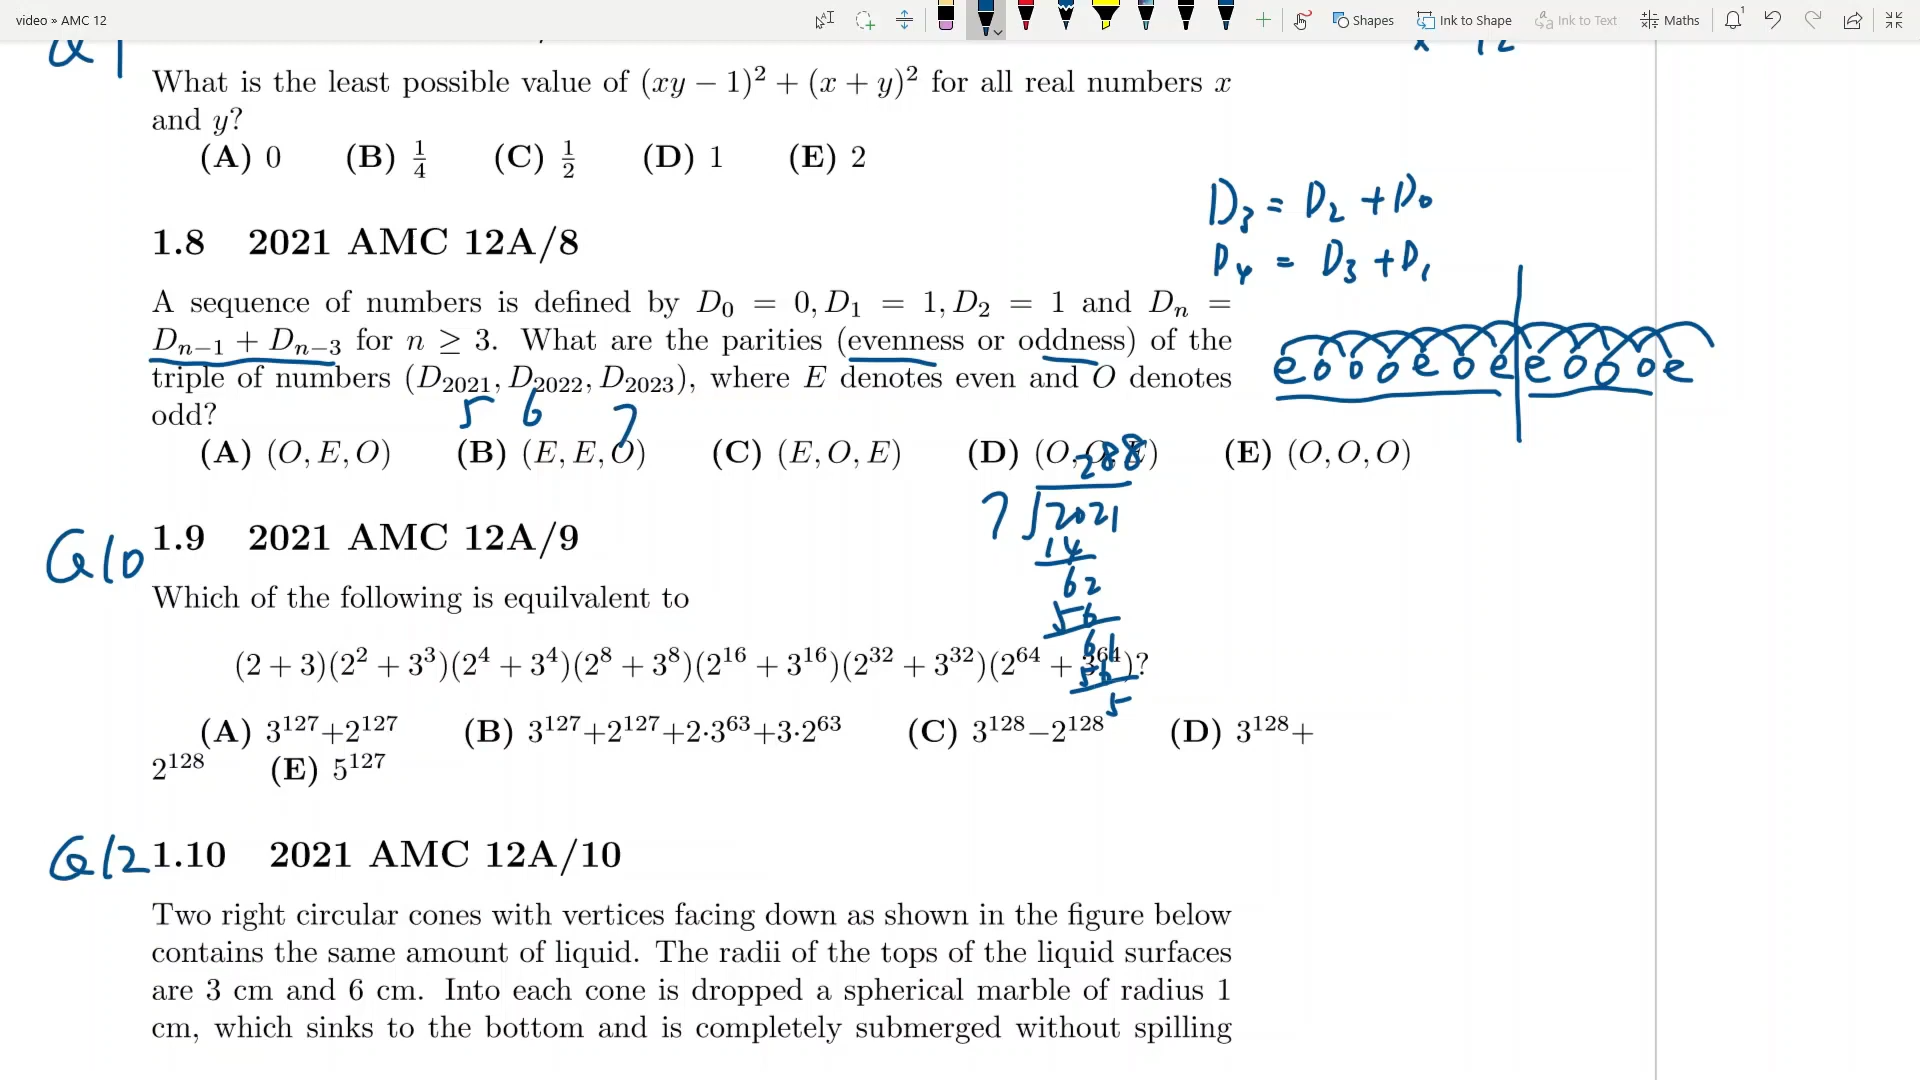 video » AMC 12
Shapes
Ink to Shape
Ink to Text
Maths
Q 1
What is the least possible value of (xy − 1)² + (x + y)² for all real numbers x
and y?
(A) 0 (B) 1/4 (C) 1/2 (D) 1 (E) 2
D₃ = D₂ + D₀
D₄ = D₃ + D₁
1.8 2021 AMC 12A/8
A sequence of numbers is defined by D₀ = 0, D₁ = 1, D₂ = 1 and Dₙ =
Dₙ₋₁ + Dₙ₋₃ for n ≥ 3. What are the parities (evenness or oddness) of the
triple of numbers (D₂₀₂₁, D₂₀₂₂, D₂₀₂₃), where E denotes even and O denotes
odd?
e o o o e o e e o o o e
5 6 7
(A) (O, E, O) (B) (E, E, O) (C) (E, O, E) (D) (O, O, E) (E) (O, O, O)
288
7 2021
14
62
56
61
56
5
Q10
1.9 2021 AMC 12A/9
Which of the following is equilvalent to
(2 + 3)(2² + 3³)(2⁴ + 3⁴)(2⁸ + 3⁸)(2¹⁶ + 3¹⁶)(2³² + 3³²)(2⁶⁴ + 3⁶⁴)?
(A) 3¹²⁷+2¹²⁷ (B) 3¹²⁷+2¹²⁷+2·3⁶³+3·2⁶³ (C) 3¹²⁸−2¹²⁸ (D) 3¹²⁸+
2¹²⁸ (E) 5¹²⁷
Q12
1.10 2021 AMC 12A/10
Two right circular cones with vertices facing down as shown in the figure below
contains the same amount of liquid. The radii of the tops of the liquid surfaces
are 3 cm and 6 cm. Into each cone is dropped a spherical marble of radius 1
cm, which sinks to the bottom and is completely submerged without spilling